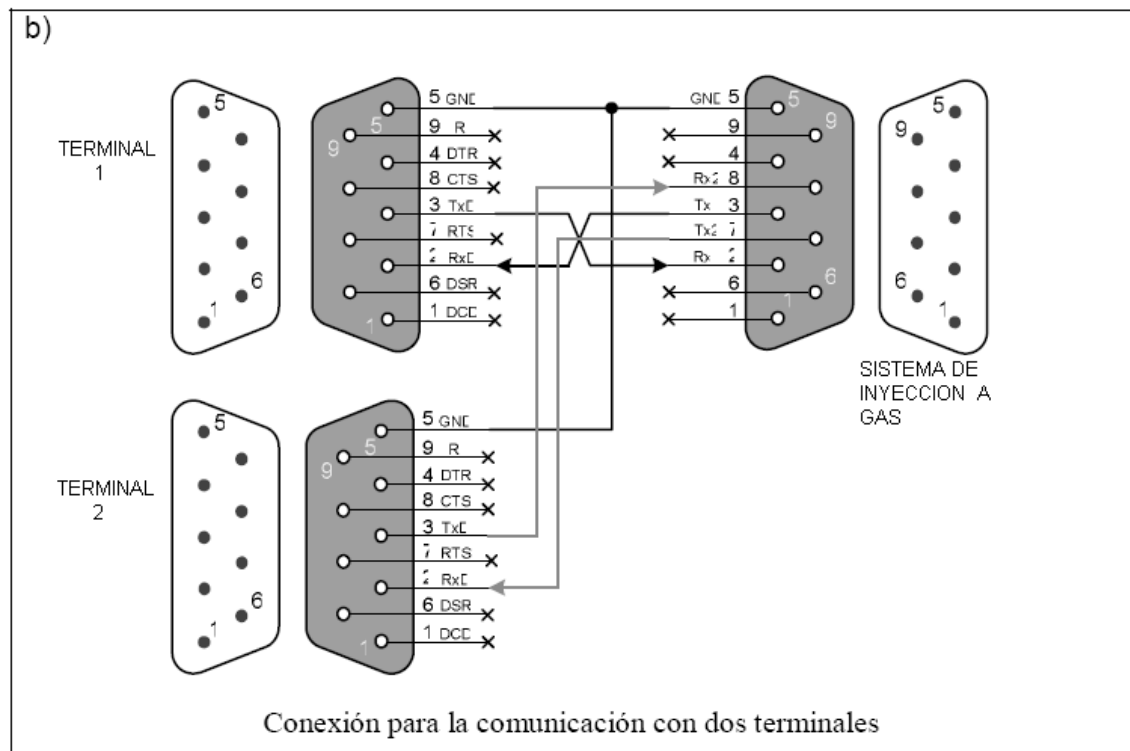 b)
TERMINAL
1
5
6
1
5
9
1
5 GND
9 R
4 DTR
8 CTS
3 TxD
7 RTS
2 RxD
6 DSR
1 DCD
GND 5
9
4
Rx2 8
Tx 3
Tx2 7
Rx 2
6
1
5
9
6
1
5
9
6
1
SISTEMA DE
INYECCION A
GAS
TERMINAL
2
5
6
1
5
9
1
5 GND
9 R
4 DTR
8 CTS
3 TxD
7 RTS
2 RxD
6 DSR
1 DCD
Conexión para la comunicación con dos terminales